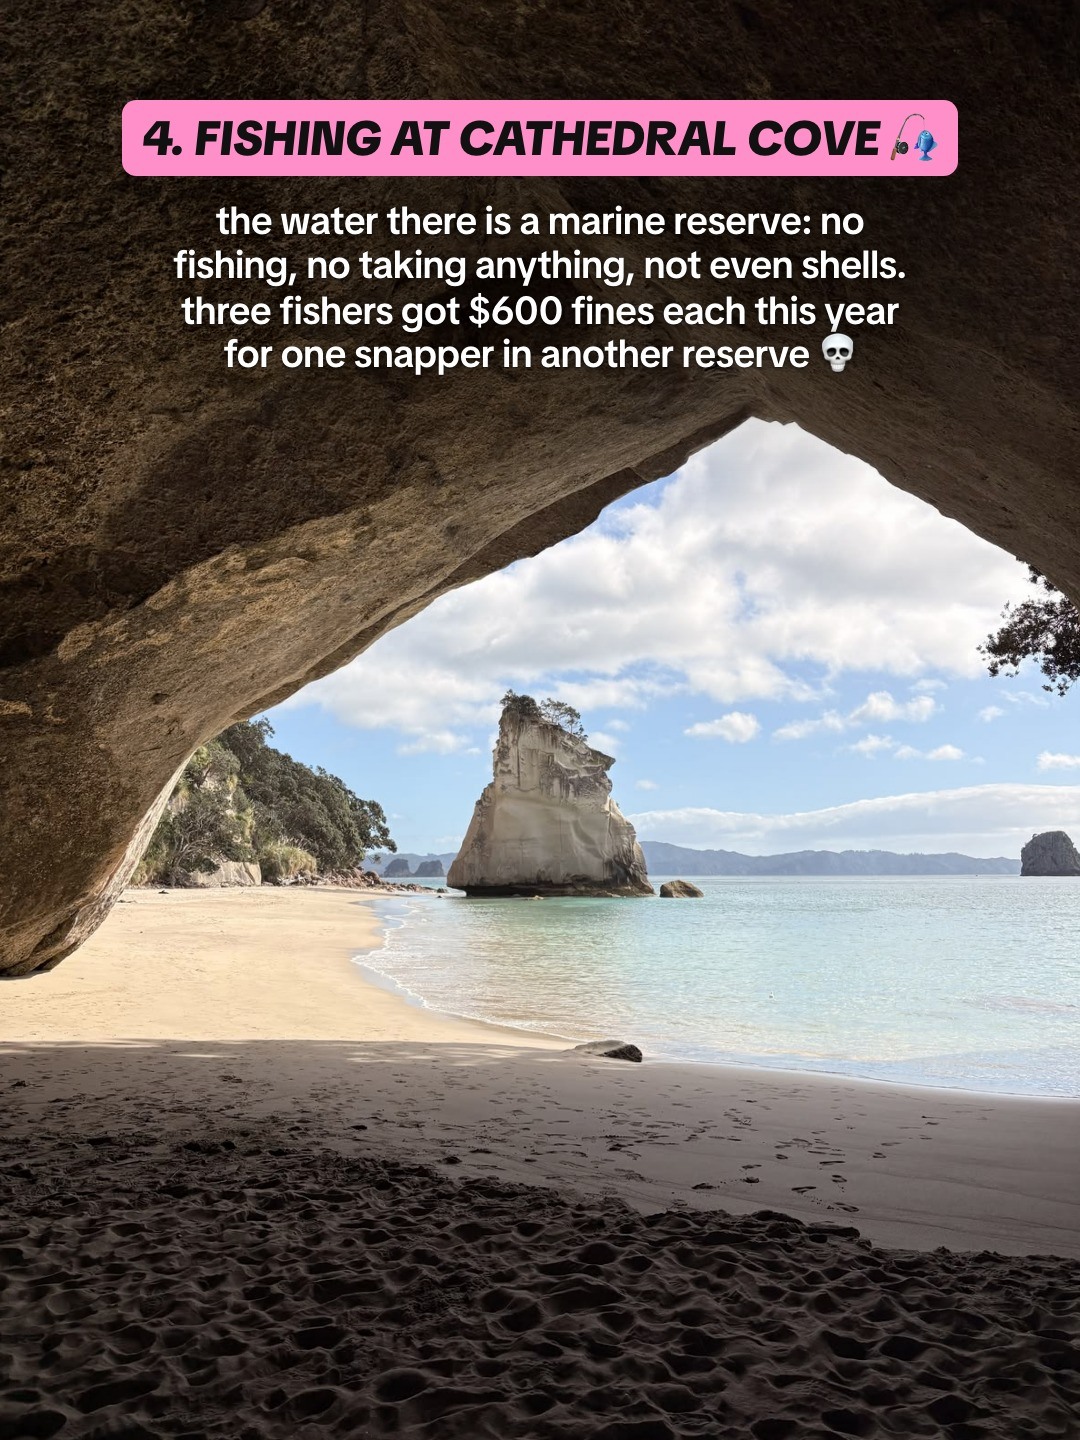 4. FISHING AT CATHEDRAL COVE 🎣
the water there is a marine reserve: no
fishing, no taking anything, not even shells.
three fishers got $600 fines each this year
for one snapper in another reserve 💀